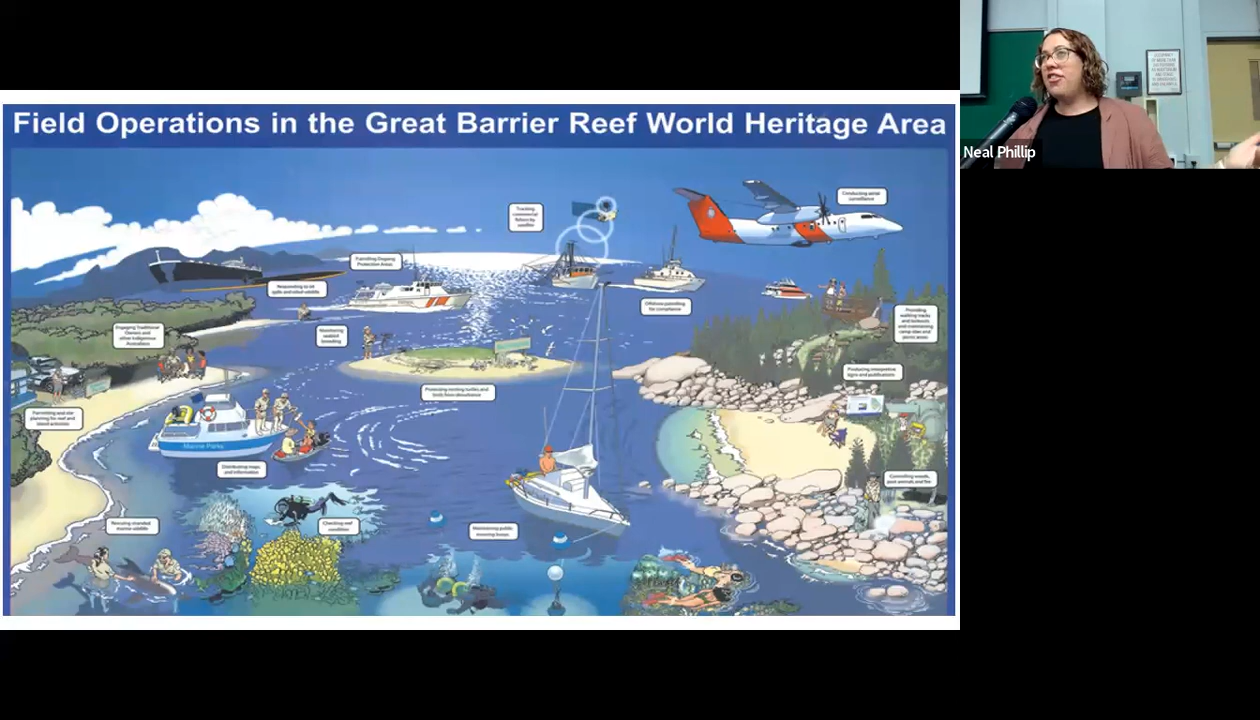 Field Operations in the Great Barrier Reef World Heritage Area
Conducting aerial
surveillance
Tracking
commercial
fishers by
satellite
Patrolling Dugong
Protection Areas
Responding to oil
spills and oiled wildlife
Offshore patrolling
for compliance
Providing
walking tracks
and lookouts
and maintaining
camp sites and
picnic areas
Engaging Traditional
Owners and
other Indigenous
Australians
Monitoring
seabird
breeding
Producing interpretive
signs and publications
Protecting nesting turtles and
birds from disturbance
Permitting and site
planning for reef and
island activities
Marine Parks
Distributing maps
and information
Controlling weeds,
pest animals and fire
Rescuing stranded
marine wildlife
Checking reef
condition
Maintaining public
mooring buoys
Neal Phillip